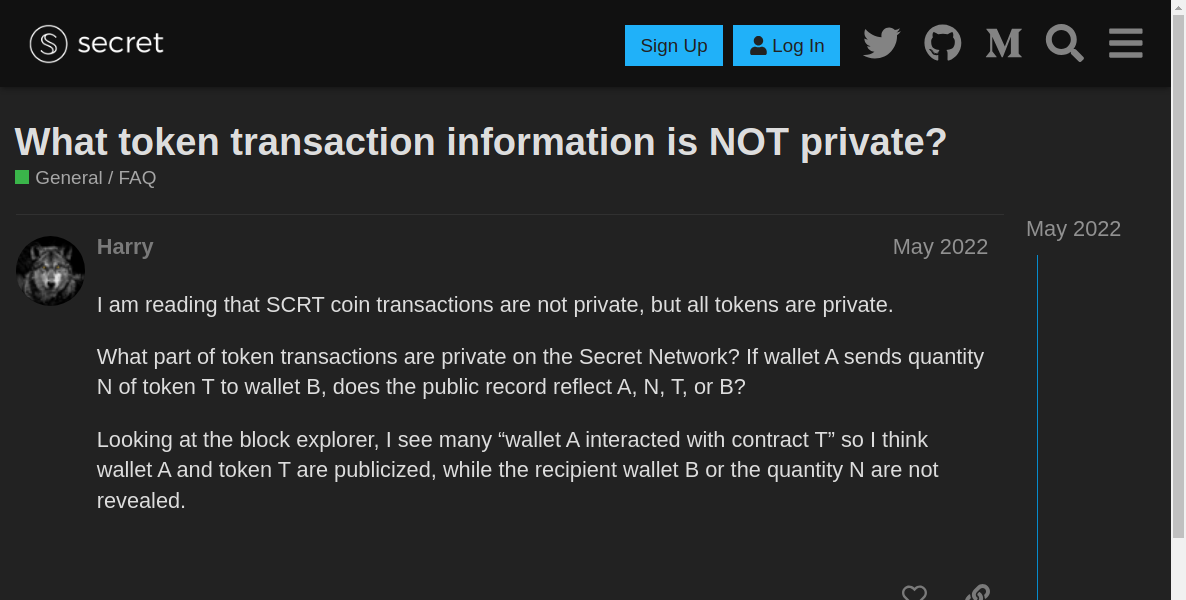 secret
Sign Up
Log In
What token transaction information is NOT private?
General / FAQ
May 2022
Harry
May 2022
I am reading that SCRT coin transactions are not private, but all tokens are private.
What part of token transactions are private on the Secret Network? If wallet A sends quantity
N of token T to wallet B, does the public record reflect A, N, T, or B?
Looking at the block explorer, I see many “wallet A interacted with contract T” so I think
wallet A and token T are publicized, while the recipient wallet B or the quantity N are not
revealed.